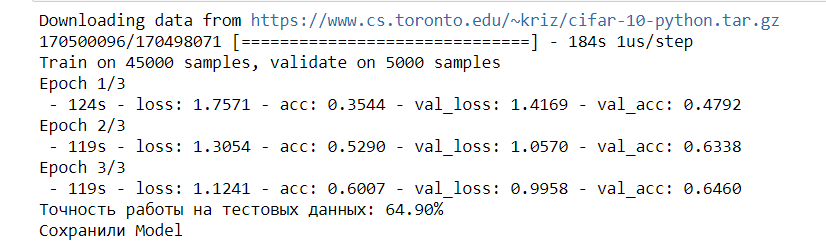 Downloading data from https://www.cs.toronto.edu/~kriz/cifar-10-python.tar.gz
170500096/170498071 [==============================] - 184s 1us/step
Train on 45000 samples, validate on 5000 samples
Epoch 1/3
 - 124s - loss: 1.7571 - acc: 0.3544 - val_loss: 1.4169 - val_acc: 0.4792
Epoch 2/3
 - 119s - loss: 1.3054 - acc: 0.5290 - val_loss: 1.0570 - val_acc: 0.6338
Epoch 3/3
 - 119s - loss: 1.1241 - acc: 0.6007 - val_loss: 0.9958 - val_acc: 0.6460
Точность работы на тестовых данных: 64.90%
Сохранили Model